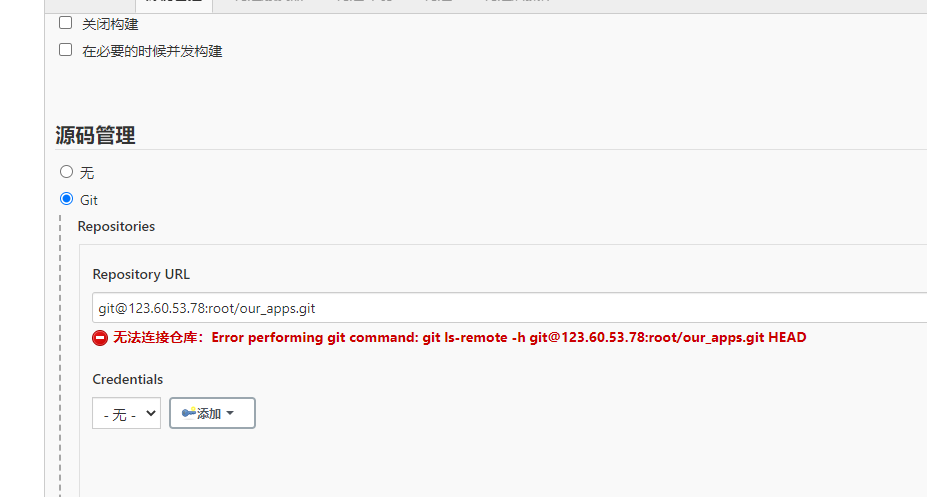 关闭构建
在必要的时候并发构建
源码管理
无
Git
Repositories
Repository URL
git@123.60.53.78:root/our_apps.git
无法连接仓库：Error performing git command: git ls-remote -h git@123.60.53.78:root/our_apps.git HEAD
Credentials
- 无 -
添加